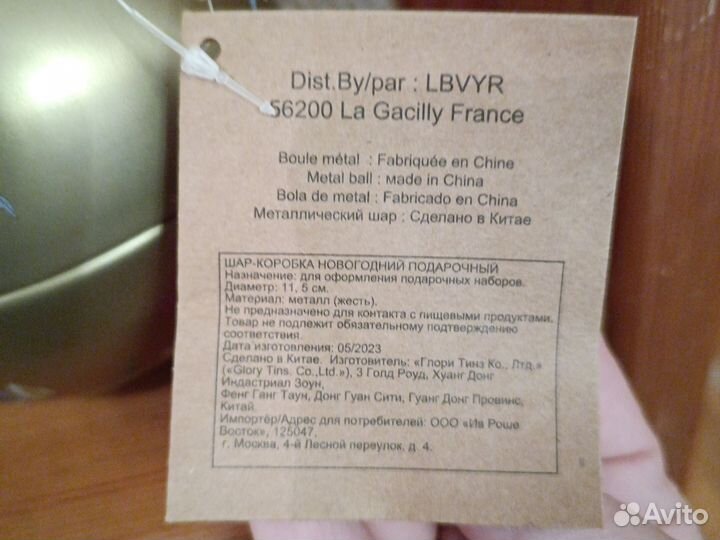 Dist.By/par : LBVYR
56200 La Gacilly France
Boule métal : Fabriquée en Chine
Metal ball : made in China
Bola de metal : Fabricado en China
Металлический шар : Сделано в Китае
ШАР-КОРОБКА НОВОГОДНИЙ ПОДАРОЧНЫЙ
Назначение: для оформления подарочных наборов.
Диаметр: 11, 5 см.
Материал: металл (жесть).
Не предназначено для контакта с пищевыми продуктами.
Товар не подлежит обязательному подтверждению
соответствия.
Дата изготовления: 05/2023
Сделано в Китае. Изготовитель: «Глори Тинз Ко., Лтд.»
(«Glory Tins. Co.,Ltd.»), 3 Голд Роуд, Хуанг Донг
Индастриал Зоун,
Фенг Ганг Таун, Донг Гуан Сити, Гуанг Донг Провинс,
Китай.
Импортёр/Адрес для потребителей: ООО «Ив Роше
Восток», 125047,
г. Москва, 4-й Лесной переулок, д. 4.
Avito